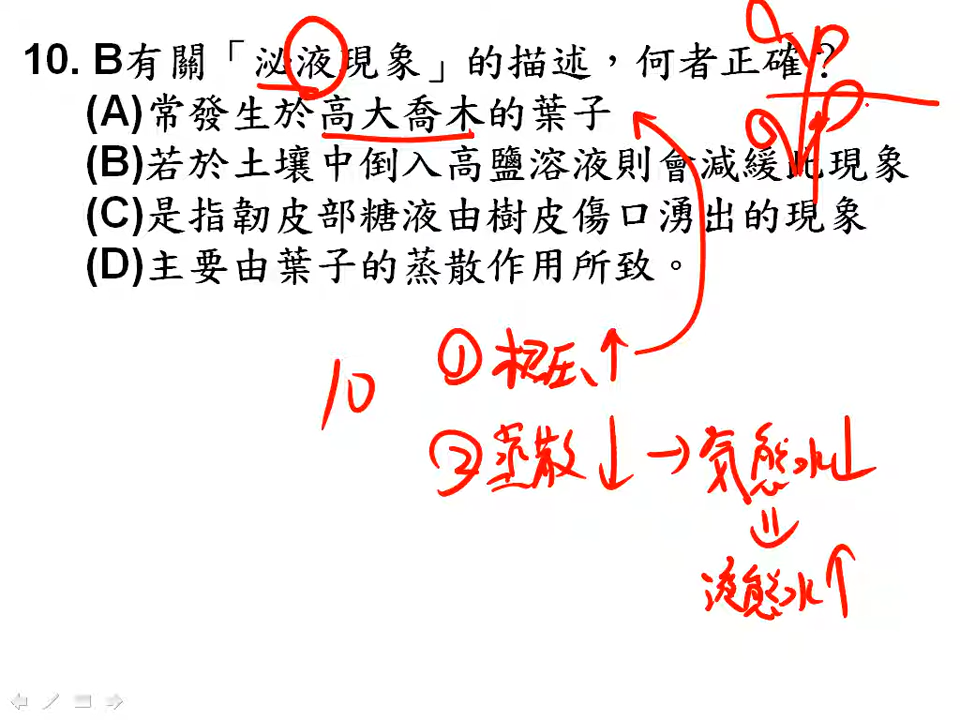 10. B有關「泌液現象」的描述，何者正確？
(A)常發生於高大喬木的葉子
(B)若於土壤中倒入高鹽溶液則會減緩此現象
(C)是指韌皮部糖液由樹皮傷口湧出的現象
(D)主要由葉子的蒸散作用所致。
①根压↑
10
②蒸散↓→氣態水↓
液態水↑